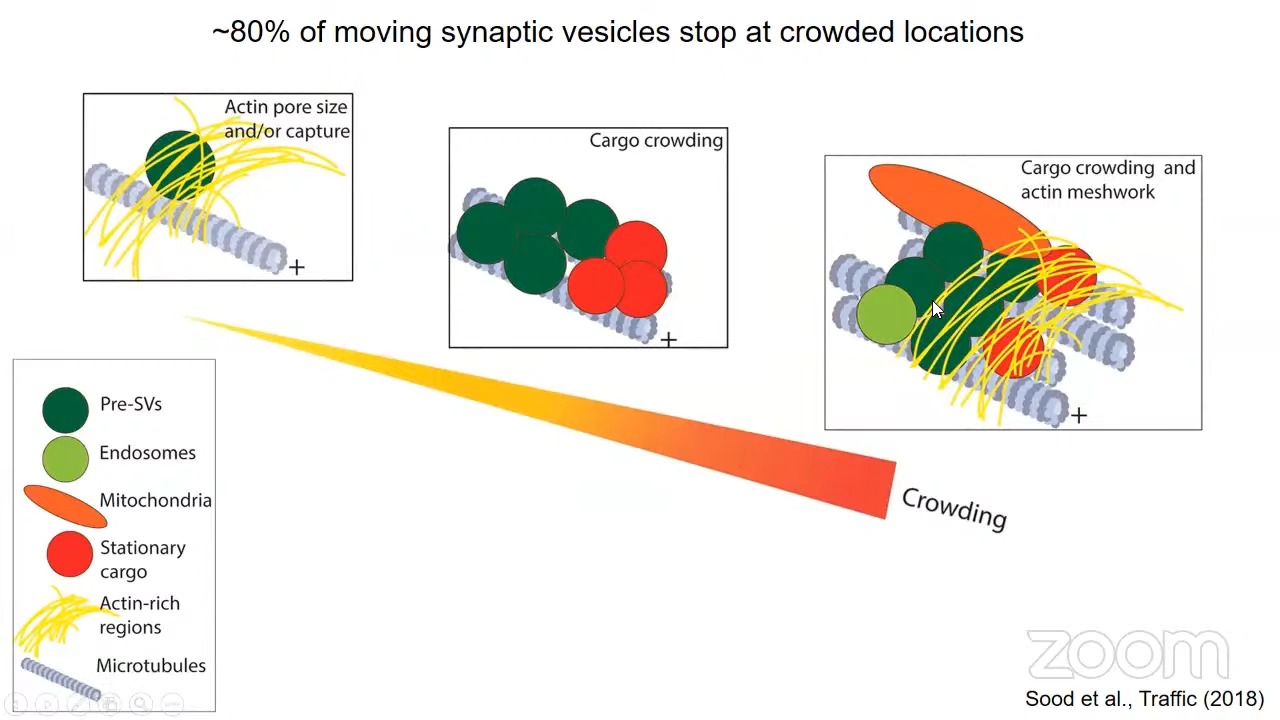 ~80% of moving synaptic vesicles stop at crowded locations
Actin pore size
and/or capture
+
Cargo crowding
+
Cargo crowding and
actin meshwork
+
Crowding
Pre-SVs
Endosomes
Mitochondria
Stationary
cargo
Actin-rich
regions
Microtubules
zoom
Sood et al., Traffic (2018)